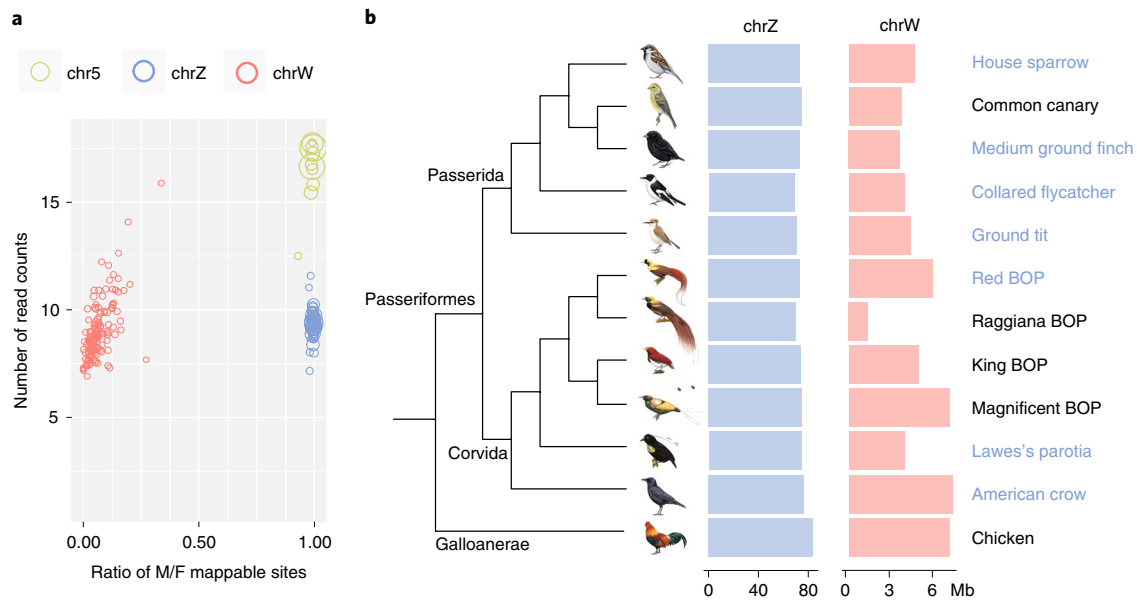 a
chr5 chrZ chrW
Number of read counts
15
10
5
0.00 0.50 1.00
Ratio of M/F mappable sites
b
chrZ chrW
House sparrow
Common canary
Medium ground finch
Passerida
Collared flycatcher
Ground tit
Red BOP
Passeriformes
Raggiana BOP
King BOP
Magnificent BOP
Corvida
Lawes's parotia
American crow
Chicken
Galloanerae
0 40 80 0 3 6 Mb